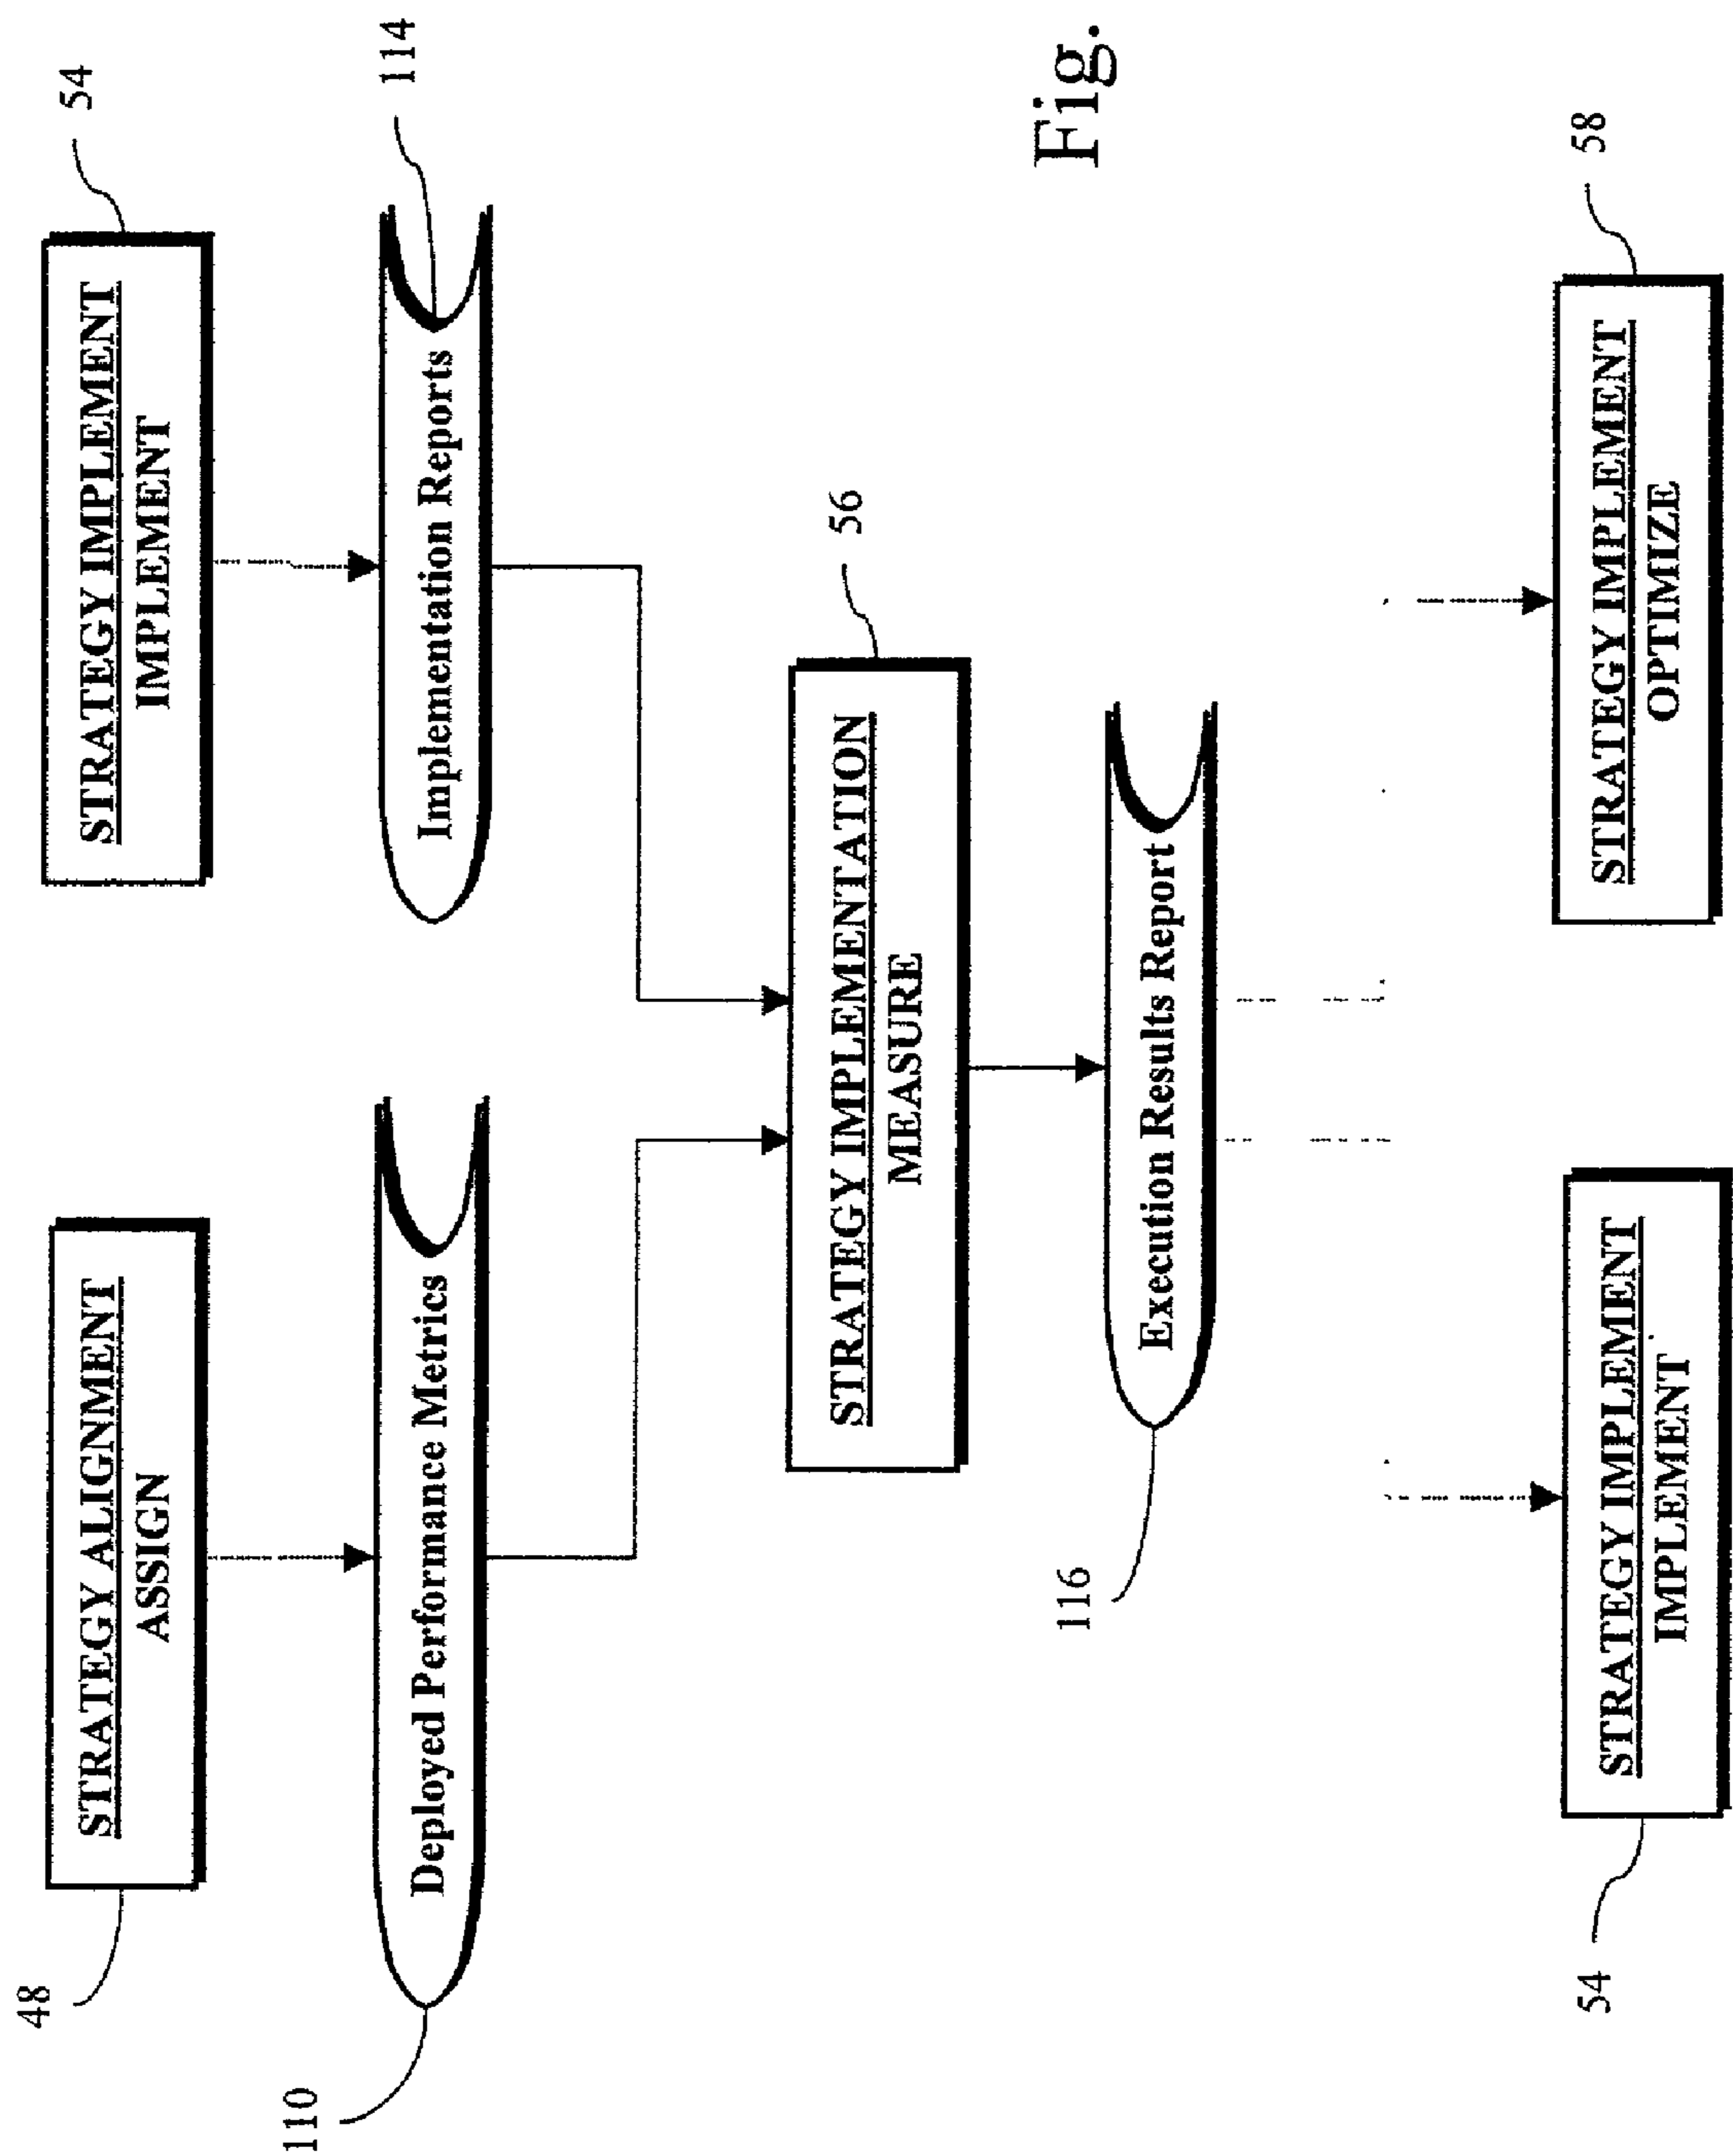 48
STRATEGY ALIGNMENT
ASSIGN
STRATEGY IMPLEMENT
IMPLEMENT
54
110
Deployed Performance Metrics
Implementation Reports
114
STRATEGY IMPLEMENTATION
MEASURE
56
116
Execution Results Report
Fig.
54
STRATEGY IMPLEMENT
IMPLEMENT
STRATEGY IMPLEMENT
OPTIMIZE
58